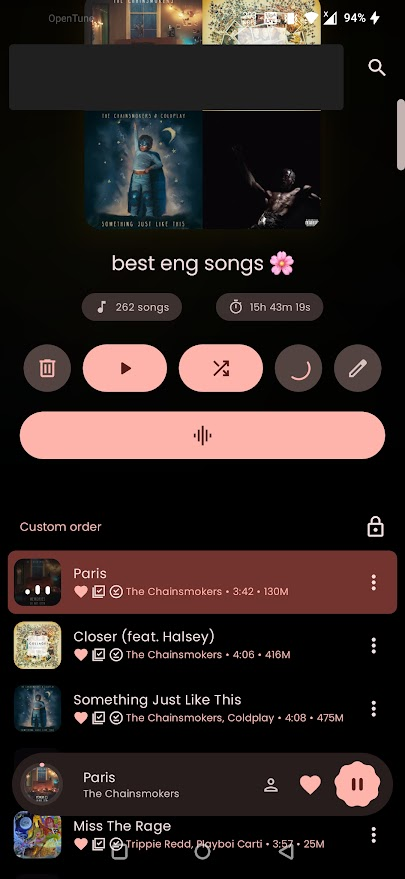 OpenTune
94%
THE CHAINSMOKERS
THE CHAINSMOKERS & COLDPLAY
SOMETHING JUST LIKE THIS
best eng songs 🌸
262 songs
15h 43m 19s
Custom order
Paris
The Chainsmokers • 3:42 • 130M
Closer (feat. Halsey)
The Chainsmokers • 4:06 • 416M
Something Just Like This
The Chainsmokers, Coldplay • 4:08 • 475M
Paris
The Chainsmokers
Miss The Rage
Trippie Redd, Playboi Carti • 3:57 • 25M